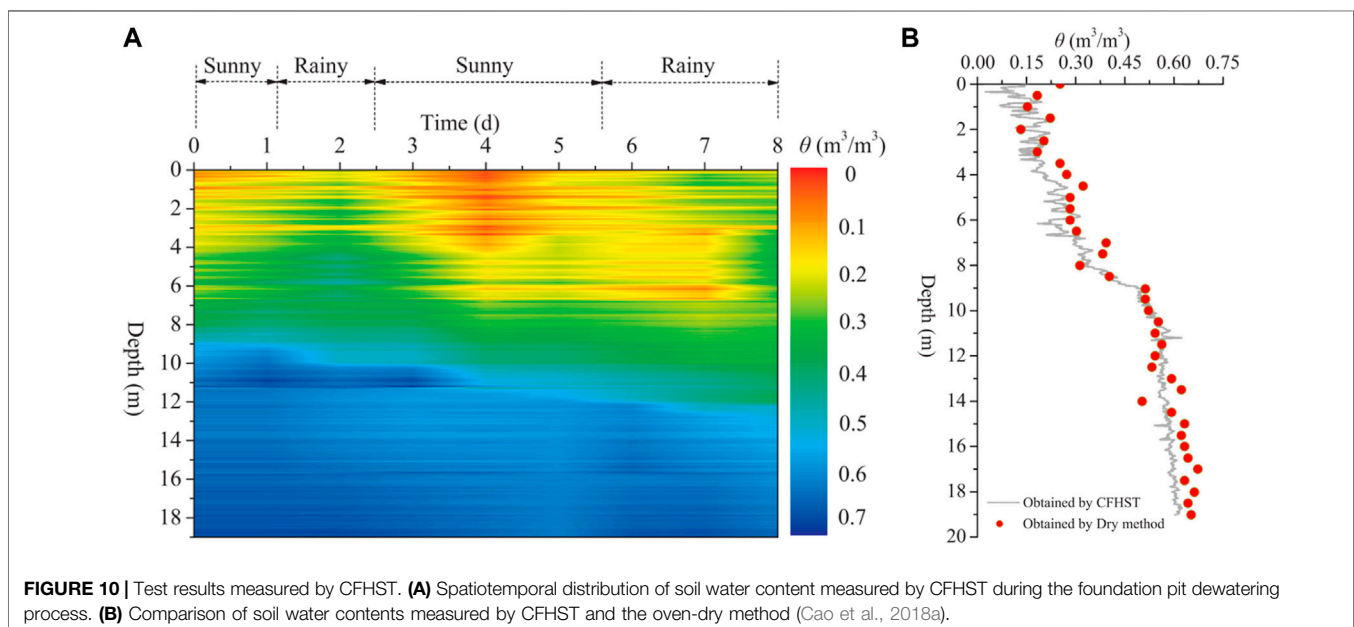 A
Sunny Rainy Sunny Rainy
Time (d)
0 1 2 3 4 5 6 7 8
θ (m³/m³)
0
2
4
6
8
10
12
14
16
18
Depth (m)
0
0.1
0.2
0.3
0.4
0.5
0.6
0.7
B
θ (m³/m³)
0.00 0.15 0.30 0.45 0.60 0.75
0
2
4
6
8
10
12
14
16
18
20
Depth (m)
Obtained by CFHST
Obtained by Dry method
FIGURE 10 | Test results measured by CFHST. (A) Spatiotemporal distribution of soil water content measured by CFHST during the foundation pit dewatering
process. (B) Comparison of soil water contents measured by CFHST and the oven-dry method (Cao et al., 2018a).